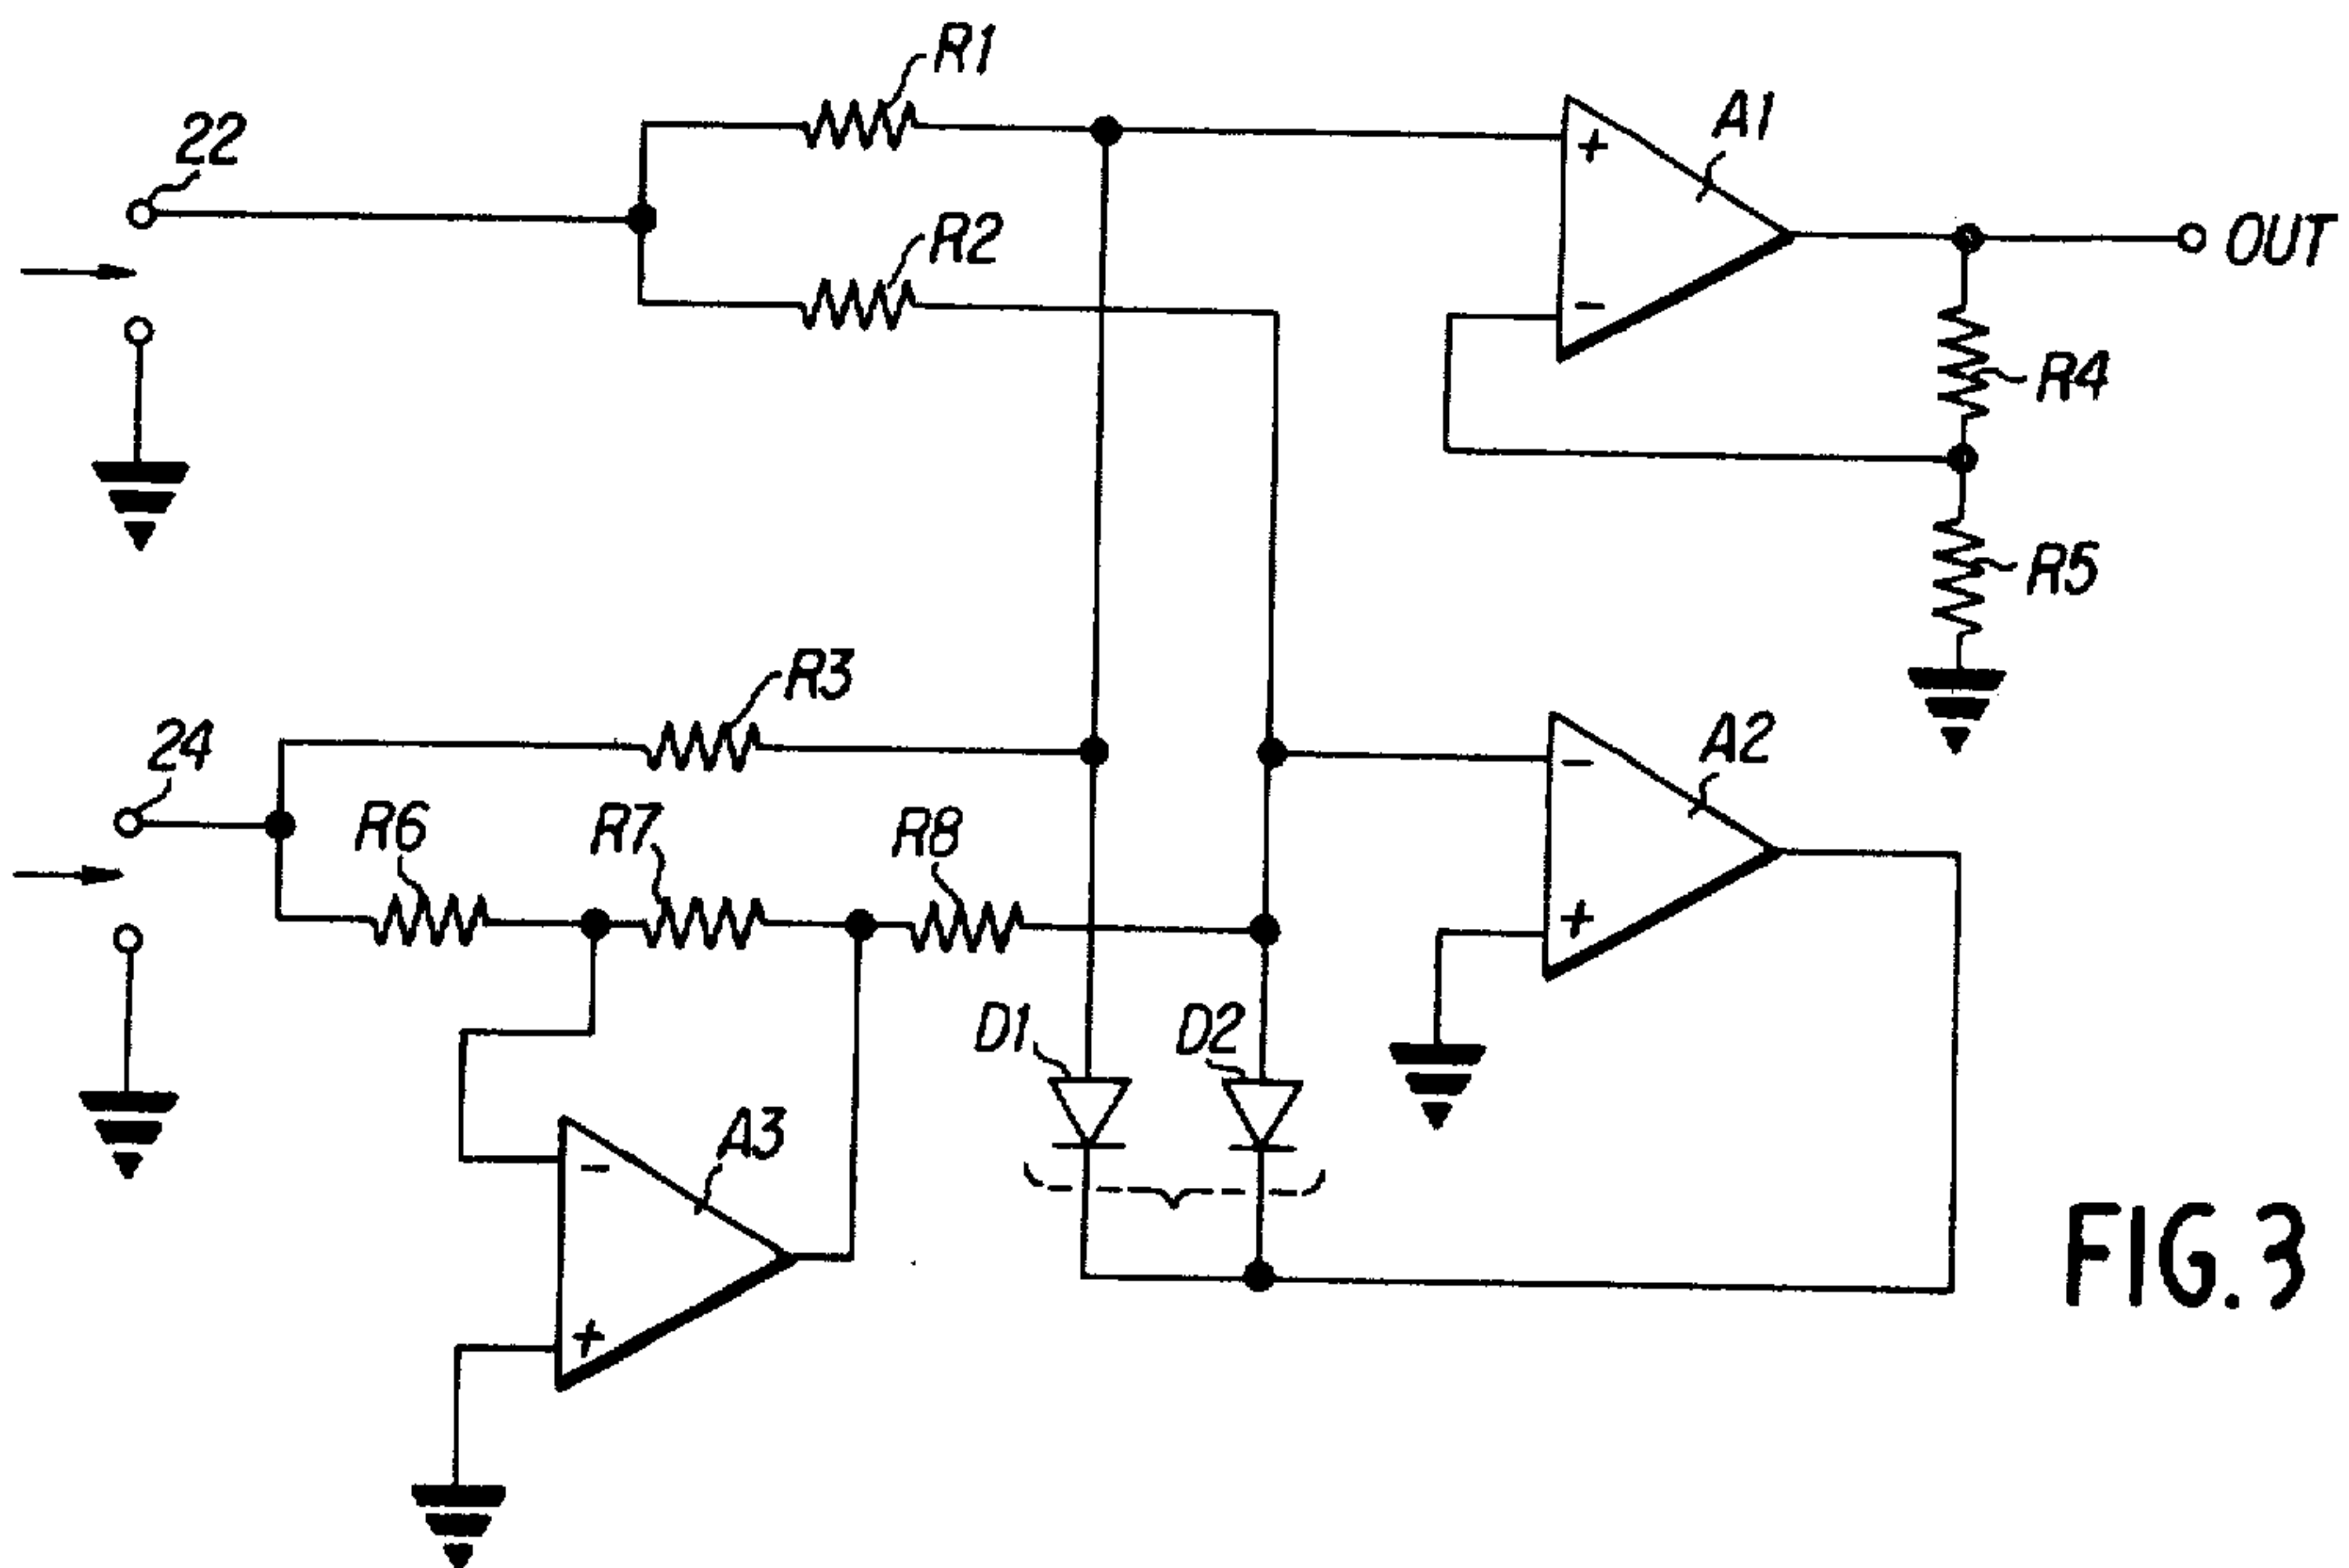 R1
22
A1
R2
OUT
R4
R5
R3
24
A2
R6
R7
R8
D1
D2
A3
FIG.3
+
-
-
+
-
+